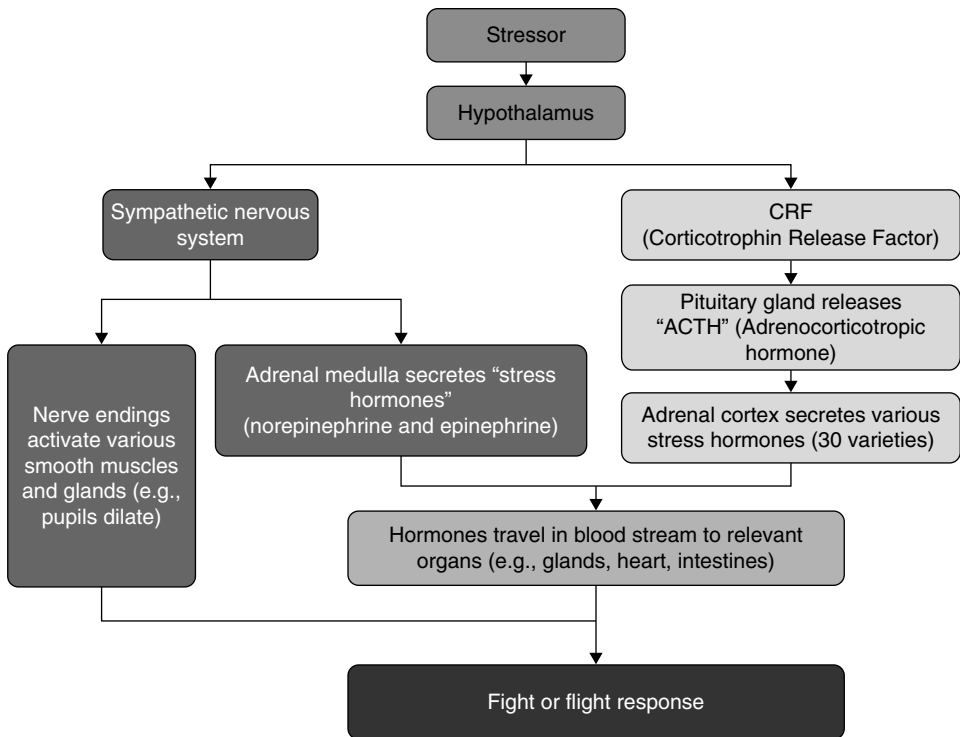 Stressor
Hypothalamus
Sympathetic nervous
system
CRF
(Corticotrophin Release Factor)
Pituitary gland releases
“ACTH” (Adrenocorticotropic
hormone)
Nerve endings
activate various
smooth muscles
and glands (e.g.,
pupils dilate)
Adrenal medulla secretes “stress
hormones”
(norepinephrine and epinephrine)
Adrenal cortex secretes various
stress hormones (30 varieties)
Hormones travel in blood stream to relevant
organs (e.g., glands, heart, intestines)
Fight or flight response